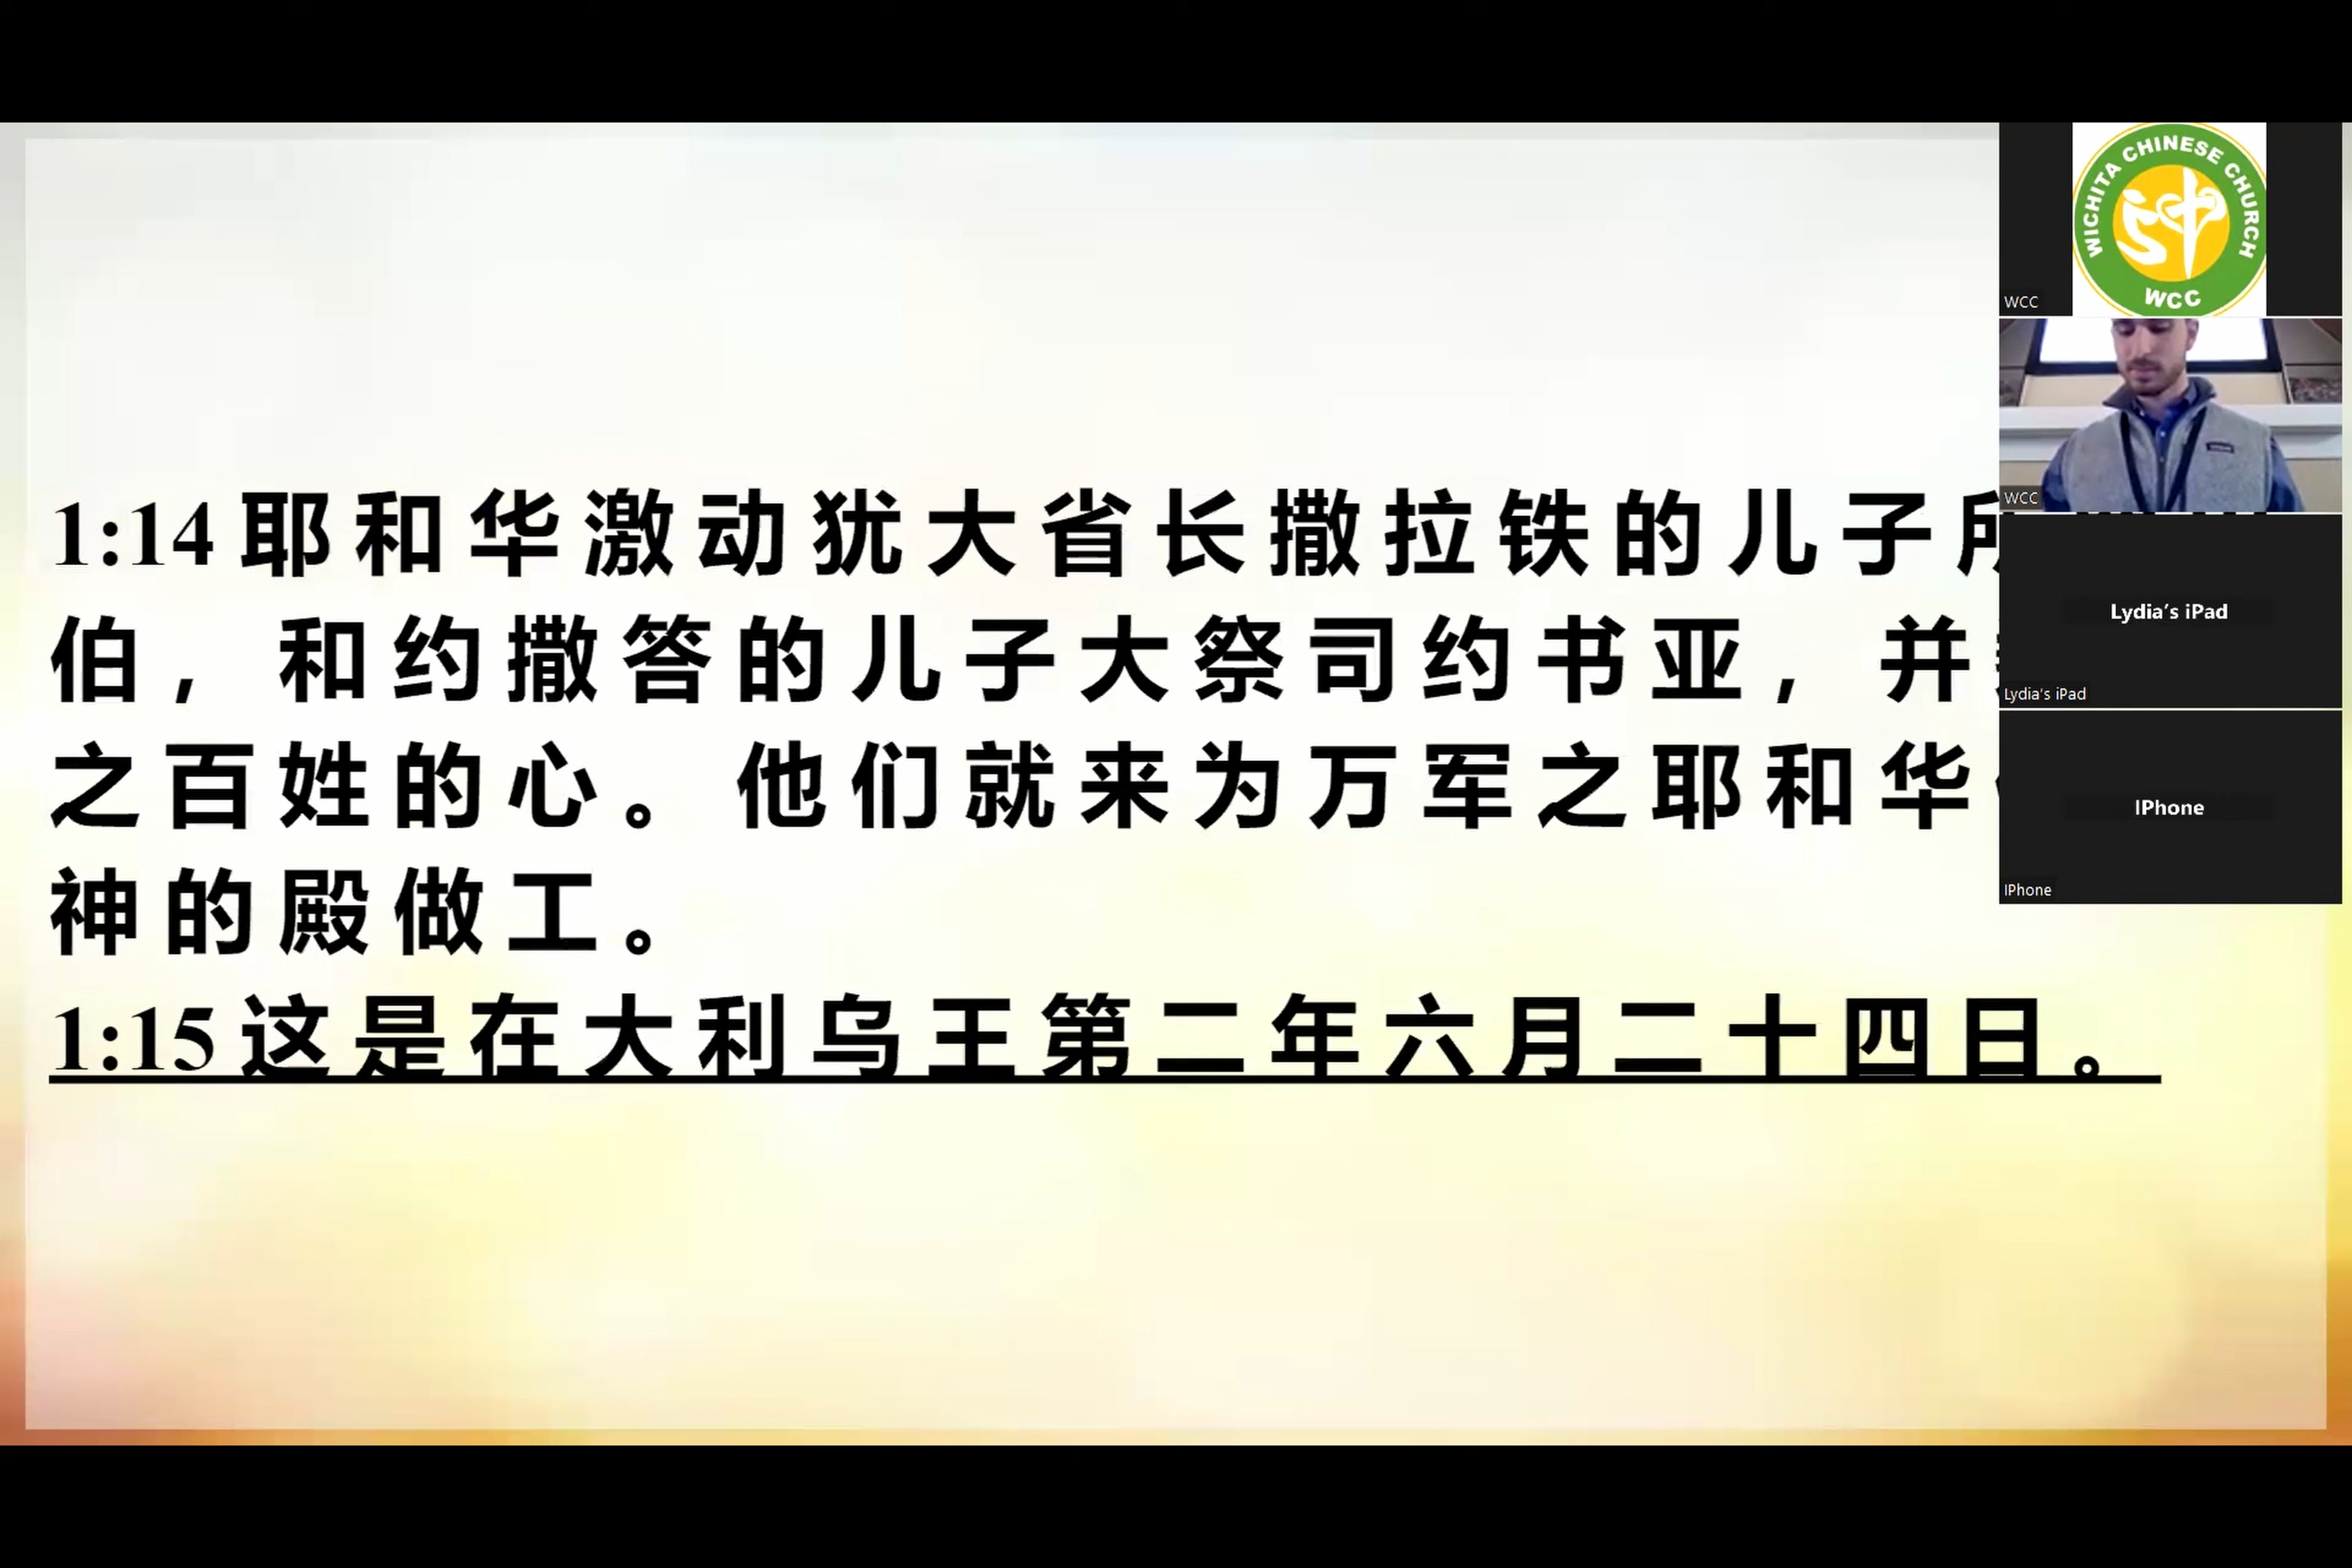 1:14 耶和华激动犹大省长撒拉铁的儿子所
伯，和约撒答的儿子大祭司约书亚，并
之百姓的心。他们就来为万军之耶和华
神的殿做工。
1:15 这是在大利乌王第二年六月二十四日。
WICHITA CHINESE CHURCH
WCC
WCC
WCC
Lydia's iPad
Lydia's iPad
IPhone
IPhone